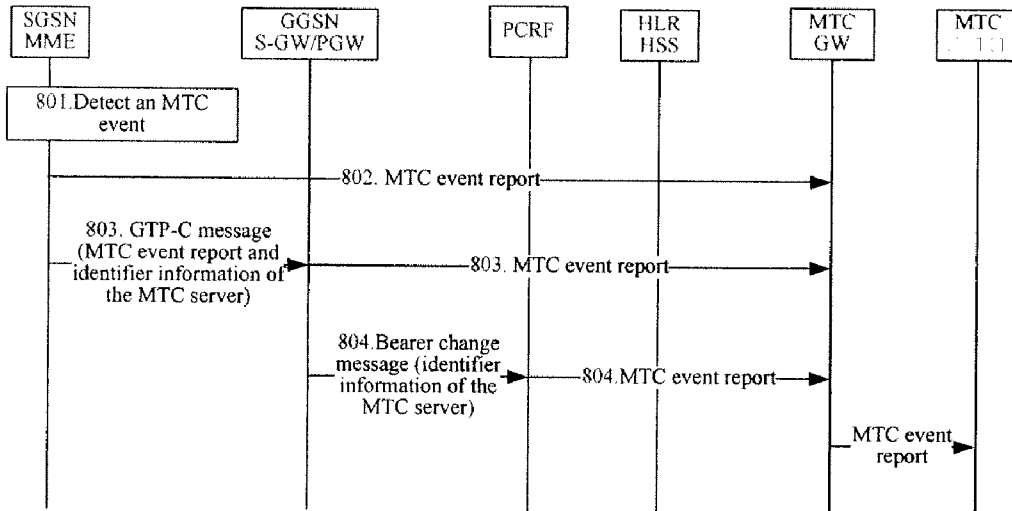 SGSN
MME
GGSN
S-GW/PGW
PCRF
HLR
HSS
MTC
GW
MTC
801.Detect an MTC
event
802. MTC event report
803. GTP-C message
(MTC event report and
identifier information of
the MTC server)
803. MTC event report
804.Bearer change
message (identifier
information of the
MTC server)
804.MTC event report
MTC event
report